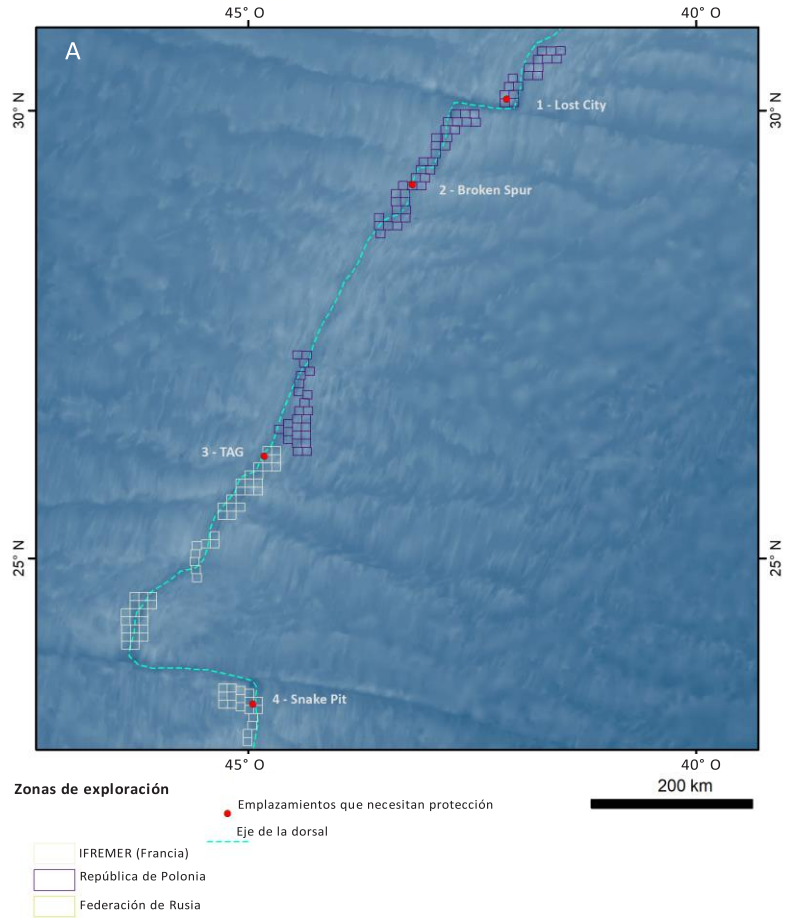 45° O
40° O
A
30° N
30° N
1 - Lost City
2 - Broken Spur
3 - TAG
25° N
25° N
4 - Snake Pit
45° O
40° O
Zonas de exploración
200 km
Emplazamientos que necesitan protección
Eje de la dorsal
IFREMER (Francia)
República de Polonia
Federación de Rusia